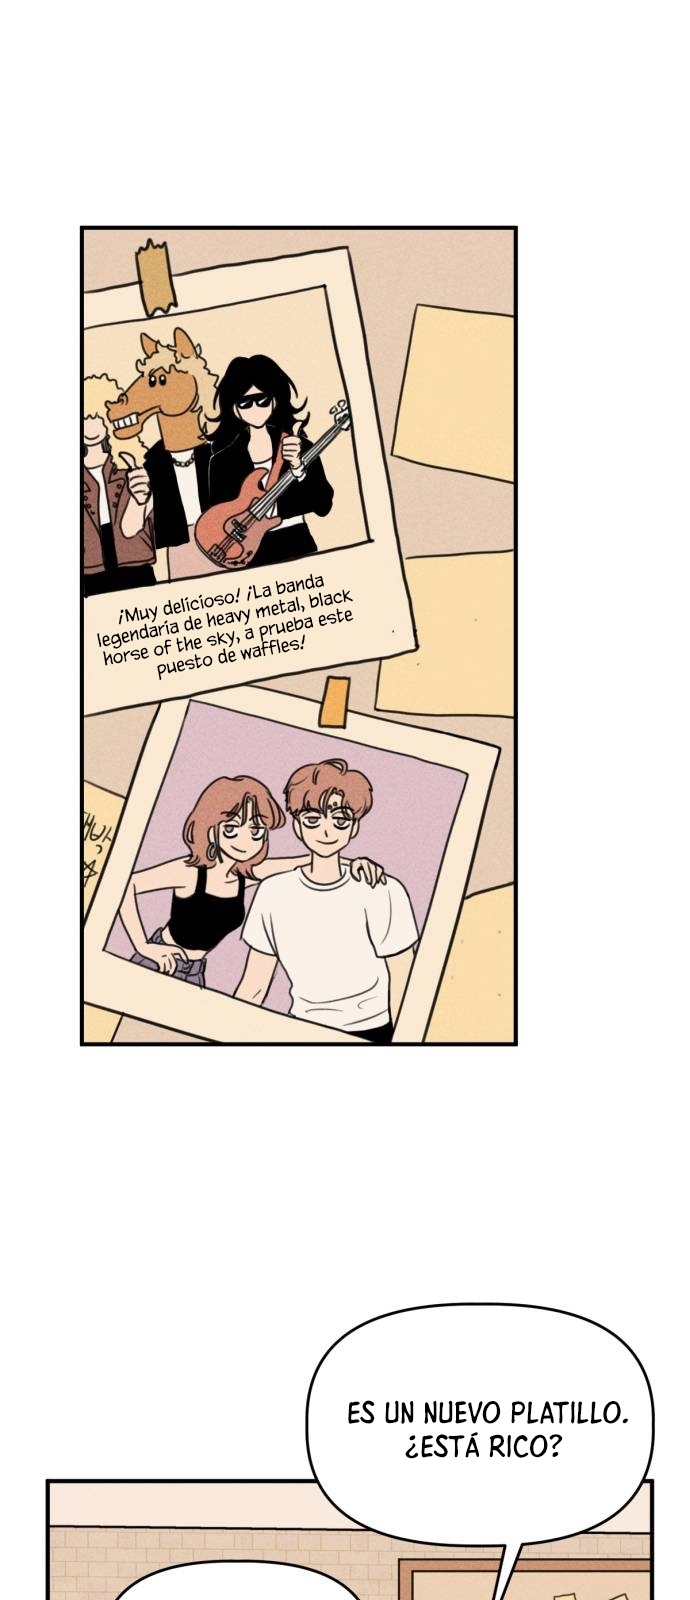 ¡Muy delicioso! ¡La banda
legendaria de heavy metal, black
horse of the sky, a prueba este
puesto de waffles!
ES UN NUEVO PLATILLO.
¿ESTÁ RICO?